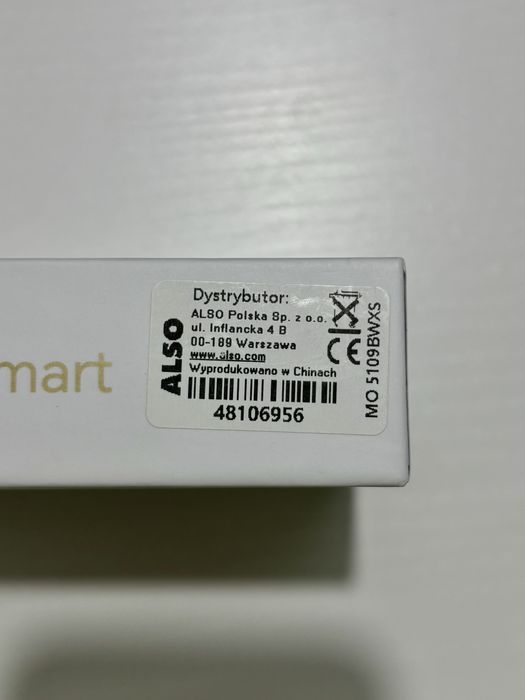 mart
ALSO
Dystrybutor:
ALSO Polska Sp. z o.o.
ul. Inflancka 4 B
00-189 Warszawa
www.also.com
Wyprodukowano w Chinach
48106956
CE
MO 5109BWXS